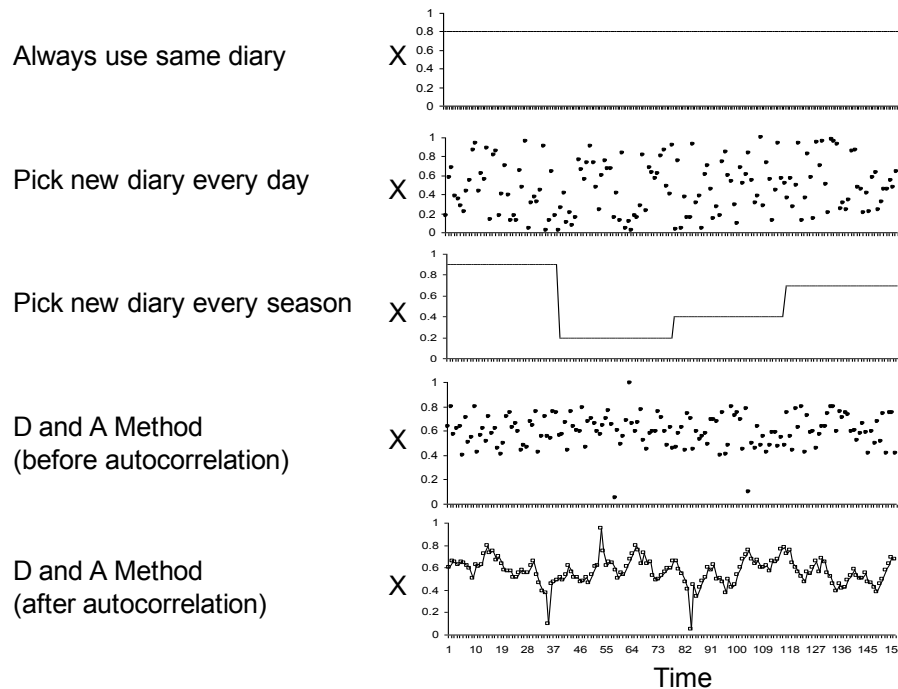 1
0.8
Always use same diary
X
0.6
0.4
0.2
0
1
0.8
Pick new diary every day
X
0.6
0.4
0.2
0
1
0.8
Pick new diary every season
X
0.6
0.4
0.2
0
1
0.8
D and A Method
(before autocorrelation)
X
0.6
0.4
0.2
0
1
0.8
D and A Method
(after autocorrelation)
X
0.6
0.4
0.2
0
1 10 19 28 37 46 55 64 73 82 91 100 109 118 127 136 145 15
Time